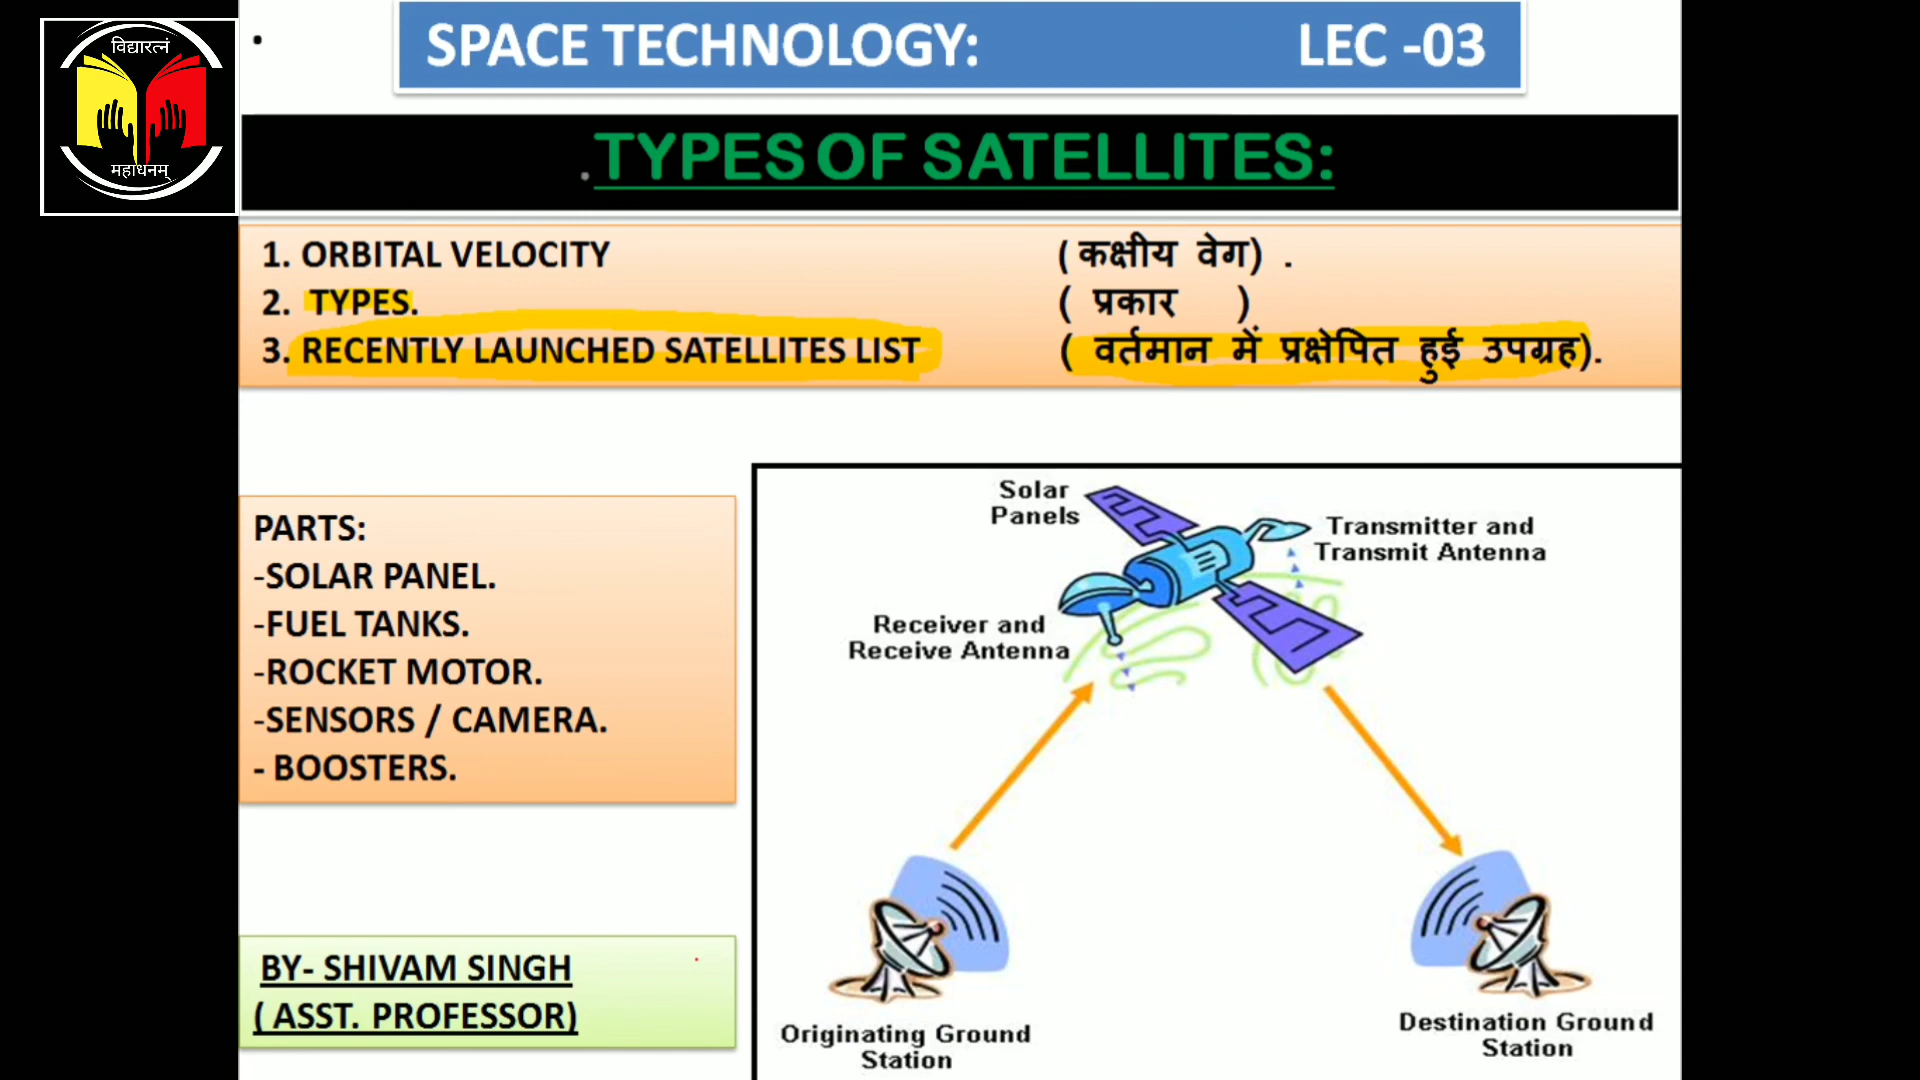 विद्यारत्नं
महाधनम्
SPACE TECHNOLOGY: LEC -03
.TYPES OF SATELLITES:
1. ORBITAL VELOCITY ( कक्षीय वेग) .
2. TYPES. ( प्रकार )
3. RECENTLY LAUNCHED SATELLITES LIST ( वर्तमान में प्रक्षेपित हुई उपग्रह).
PARTS:
-SOLAR PANEL.
-FUEL TANKS.
-ROCKET MOTOR.
-SENSORS / CAMERA.
- BOOSTERS.
BY- SHIVAM SINGH
( ASST. PROFESSOR)
Solar
Panels
Transmitter and
Transmit Antenna
Receiver and
Receive Antenna
Originating Ground
Station
Destination Ground
Station